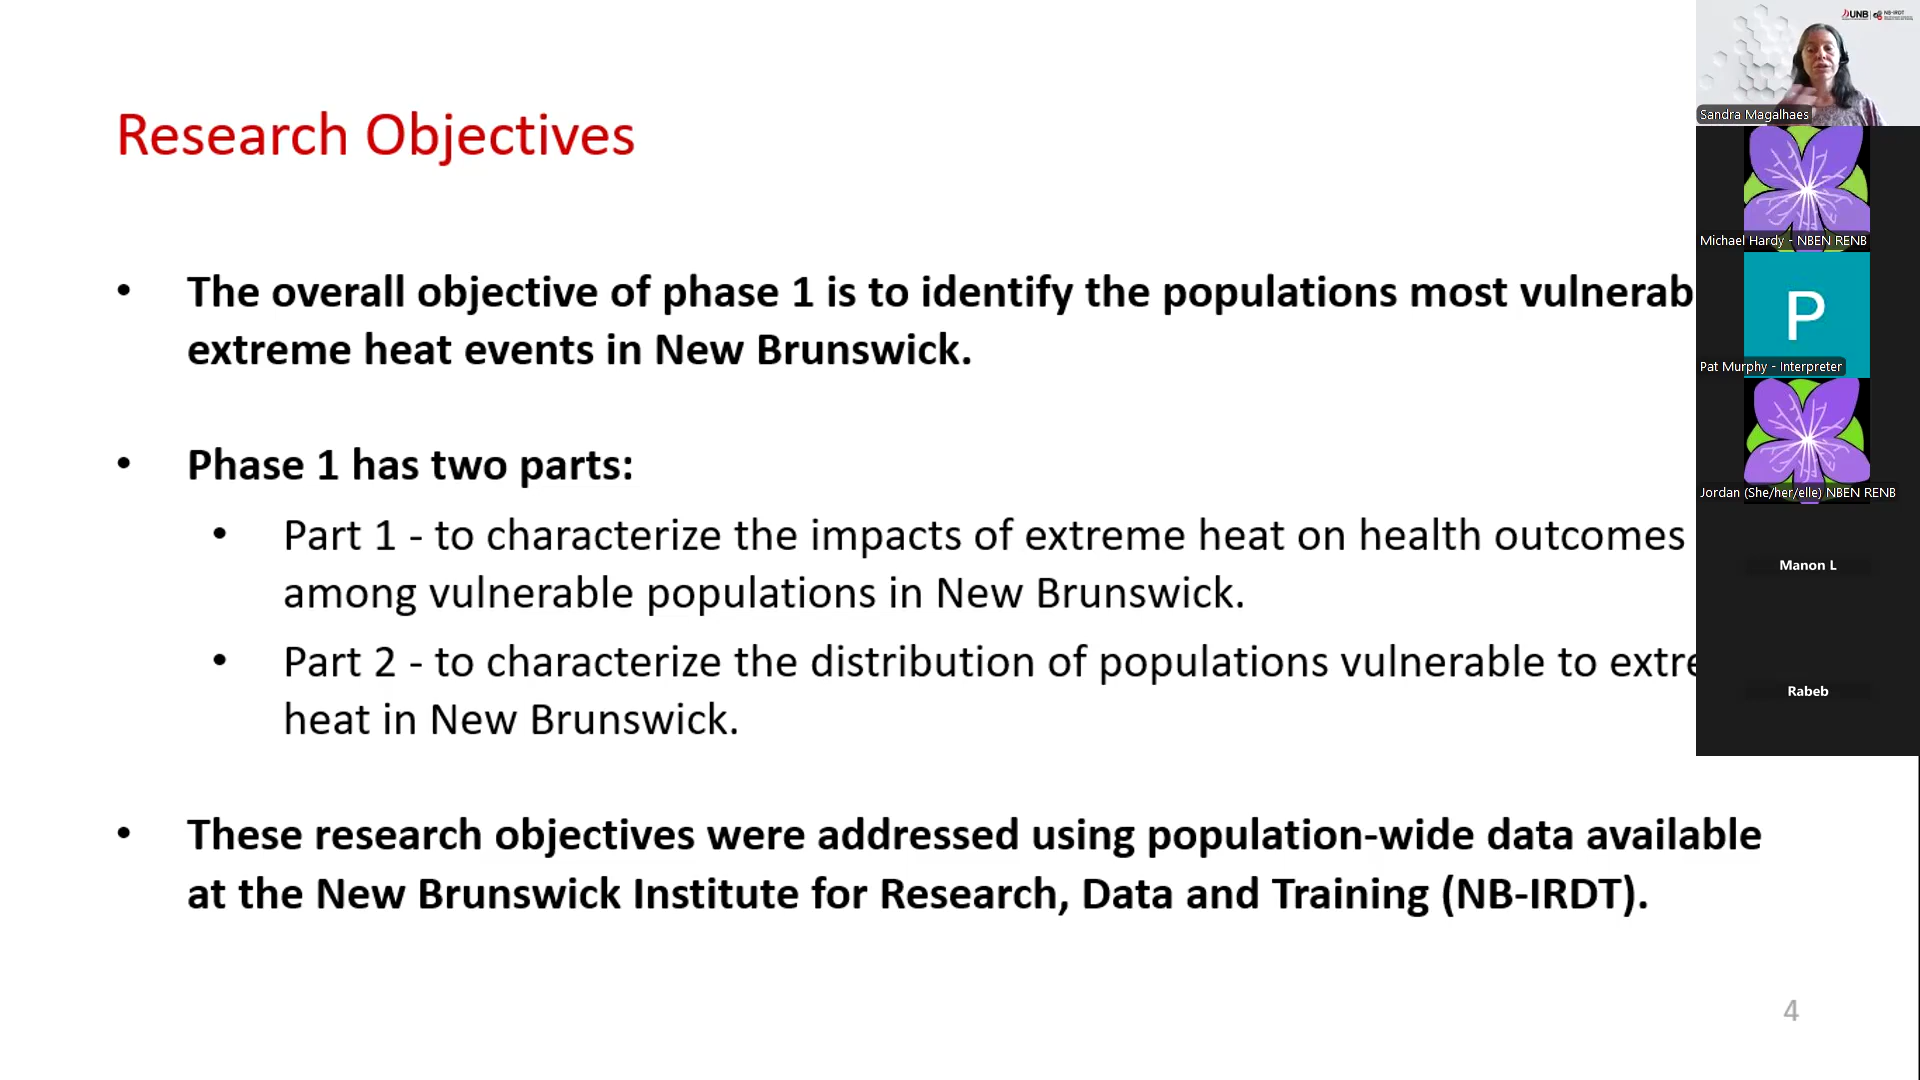 Research Objectives
• The overall objective of phase 1 is to identify the populations most vulnerab
extreme heat events in New Brunswick.
• Phase 1 has two parts:
• Part 1 - to characterize the impacts of extreme heat on health outcomes
among vulnerable populations in New Brunswick.
• Part 2 - to characterize the distribution of populations vulnerable to extre
heat in New Brunswick.
• These research objectives were addressed using population-wide data available
at the New Brunswick Institute for Research, Data and Training (NB-IRDT).
4
UNB NB-IRDT
Sandra Magalhaes
Michael Hardy - NBEN RENB
P
Pat Murphy - Interpreter
Jordan (She/her/elle) NBEN RENB
Manon L
Rabeb